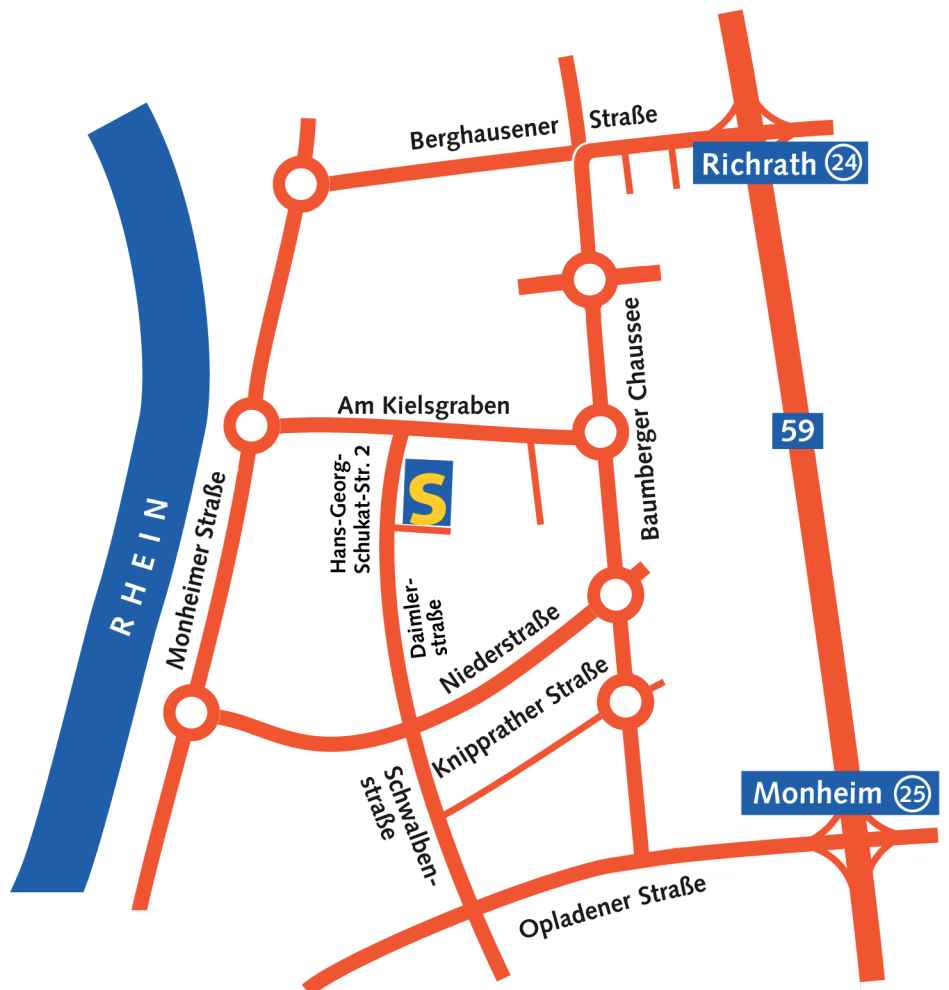 Berghausener Straße
Richrath 24
Am Kielsgraben
Baumberger Chaussee
59
Hans-Georg-
Schukat-Str. 2
S
RHEIN
Monheimer Straße
Daimler-
straße
Niederstraße
Knipprather Straße
Schwalben-
straße
Monheim 25
Opladener Straße